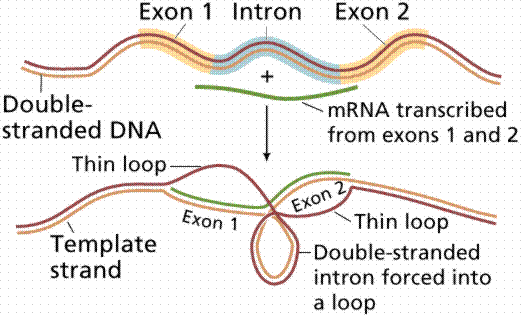 Exon 1 Intron Exon 2
+
Double-
stranded DNA
mRNA transcribed
from exons 1 and 2
Thin loop
Exon 1
Exon 2
Thin loop
Template
strand
Double-stranded
intron forced into
a loop